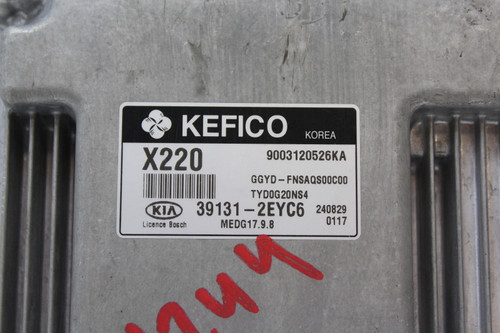 KEFICO KOREA
X220 9003120526KA
GGYD-FNSAQS00C00
TYD0G20NS4
KIA 39131-2EYC6 240829
Licence Bosch MEDG17.9.8 0117